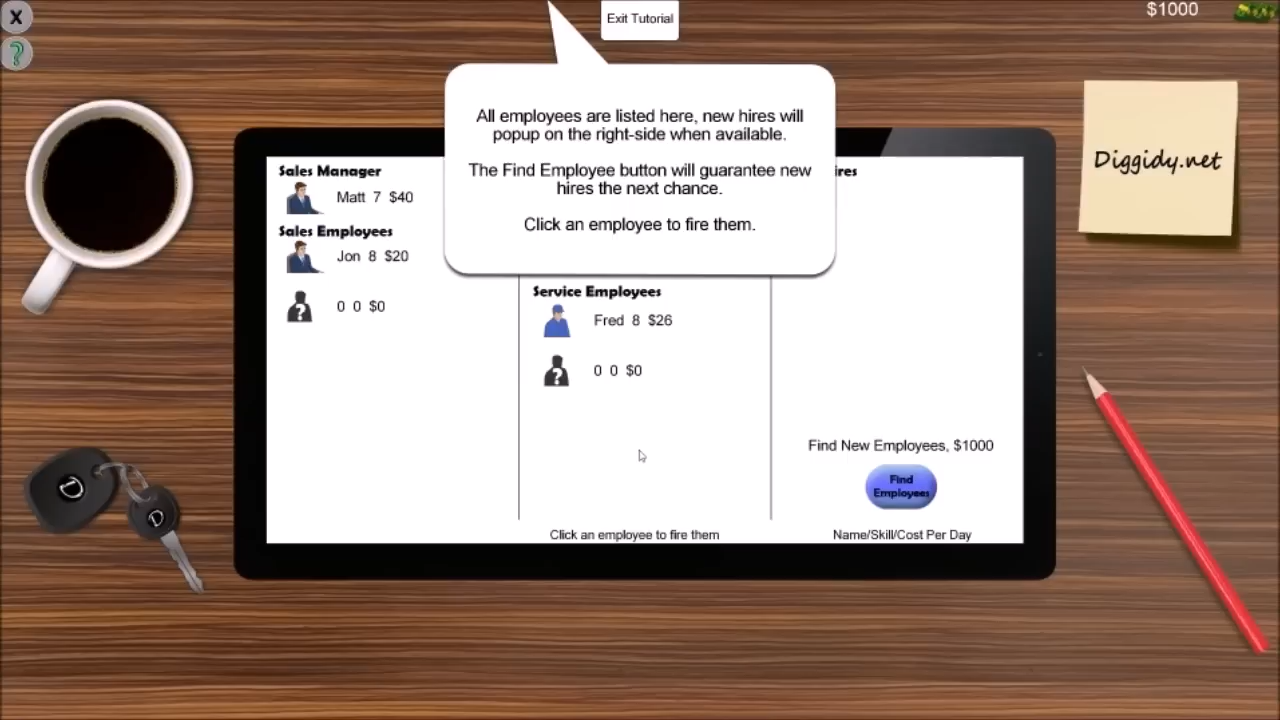 X
?
Exit Tutorial
$1000
All employees are listed here, new hires will
popup on the right-side when available.
The Find Employee button will guarantee new
hires the next chance.
Click an employee to fire them.
Diggidy.net
Sales Manager
Matt 7 $40
Sales Employees
Jon 8 $20
? 0 0 $0
Service Employees
Fred 8 $26
? 0 0 $0
Click an employee to fire them
ires
Find New Employees, $1000
Find
Employees
Name/Skill/Cost Per Day
D
D